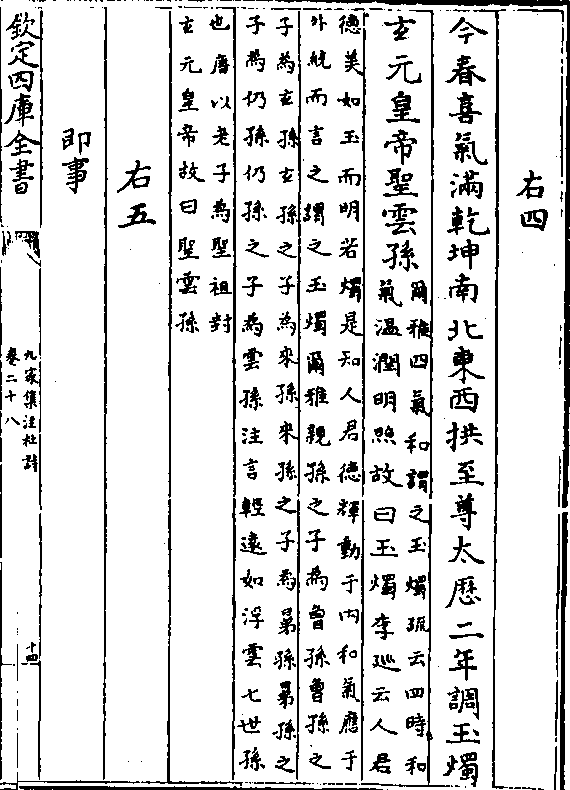 右四
今春喜氣滿乾坤南北東西拱至尊太厯二年調玉燭
玄元皇帝聖雲孫
爾雅四氣和謂之玉燭疏云四時和
氣溫潤明照故曰玉燭李巡云人君
德美如玉而明若燭是知人君德輝動于内和氣應于
外統而言之謂之玉燭爾雅親孫之子為曾孫曾孫之
子為玄孫玄孫之子為來孫來孫之子為晜孫晜孫之
子為仍孫仍孫之子為雲孫注言輕遠如浮雲七世孫
也唐以老子為聖祖封
玄元皇帝故曰聖雲孫
右五
即事
欽定四庫全書
九家集注杜詩
卷二十八
十四